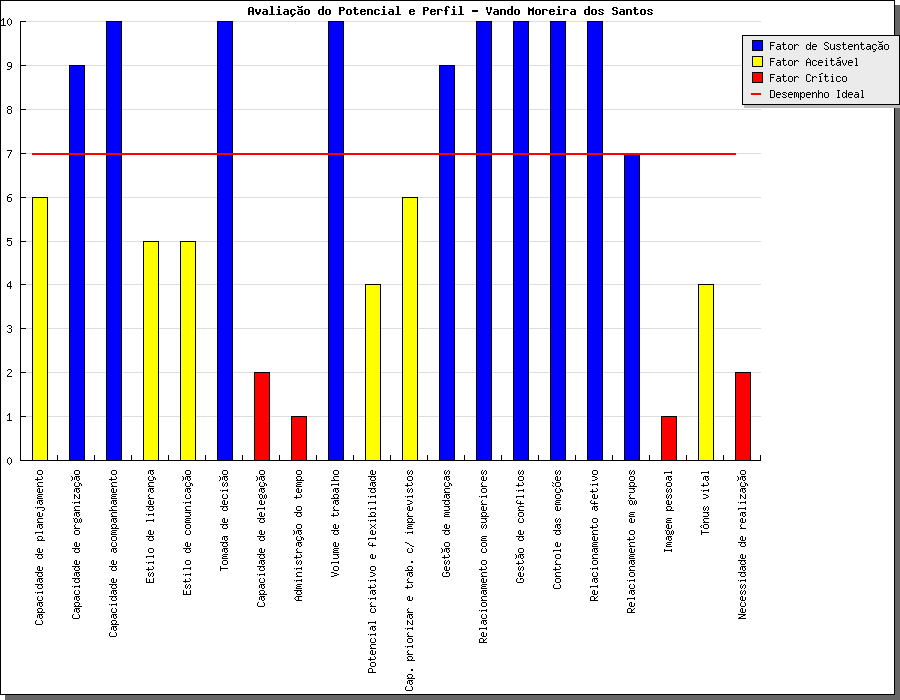 Avaliação do Potencial e Perfil - Vando Moreira dos Santos
Fator de Sustentação
Fator Aceitável
Fator Crítico
Desempenho Ideal
10
9
8
7
6
5
4
3
2
1
0
Capacidade de planejamento
Capacidade de organização
Capacidade de acompanhamento
Estilo de liderança
Estilo de comunicação
Tomada de decisão
Capacidade de delegação
Administração do tempo
Volume de trabalho
Potencial criativo e flexibilidade
Cap. priorizar e trab. c/ imprevistos
Gestão de mudanças
Relacionamento com superiores
Gestão de conflitos
Controle das emoções
Relacionamento afetivo
Relacionamento em grupos
Imagem pessoal
Tônus vital
Necessidade de realização